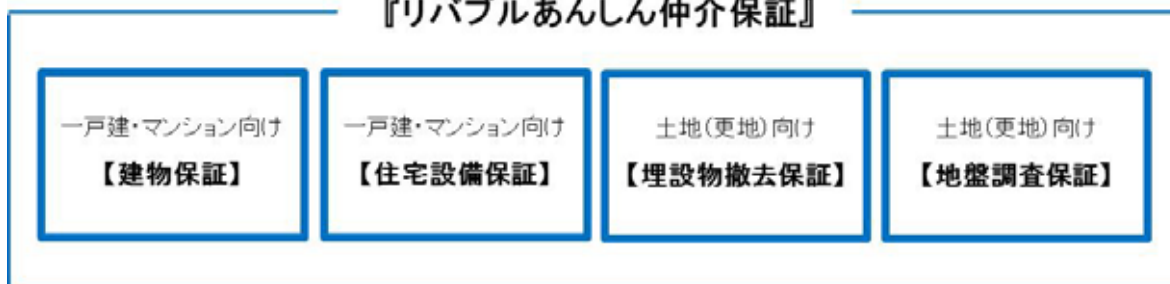 『リバブルあんしん仲介保証』
一戸建・マンション向け
【建物保証】
一戸建・マンション向け
【住宅設備保証】
土地(更地)向け
【埋設物撤去保証】
土地(更地)向け
【地盤調査保証】